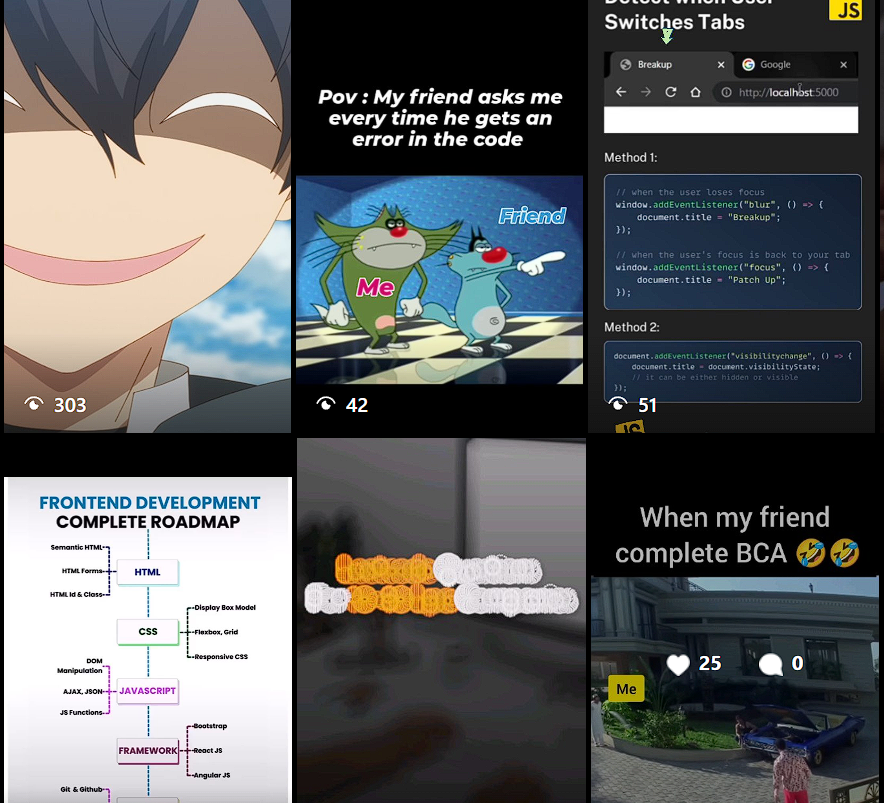 303
Pov : My friend asks me
every time he gets an
error in the code
Friend
Me
42
Detect when User
Switches Tabs
JS
Breakup
Google
http://localhost:5000
Method 1:
// when the user loses focus
window.addEventListener("blur", () => {
document.title = "Breakup";
});
// when the user's focus is back to your tab
window.addEventListener("focus", () => {
document.title = "Patch Up";
});
Method 2:
document.addEventListener("visibilitychange", () => {
document.title = document.visibilityState;
// it can be either hidden or visible
});
51
JS
FRONTEND DEVELOPMENT
COMPLETE ROADMAP
Semantic HTML
HTML Forms
HTML Id & Class
HTML
Display Box Model
CSS
Flexbox, Grid
Responsive CSS
DOM
Manipulation
AJAX, JSON
JS Functions
JAVASCRIPT
Bootstrap
FRAMEWORK
React JS
Angular JS
Git & Github
When my friend
complete BCA 🤣🤣
25
0
Me